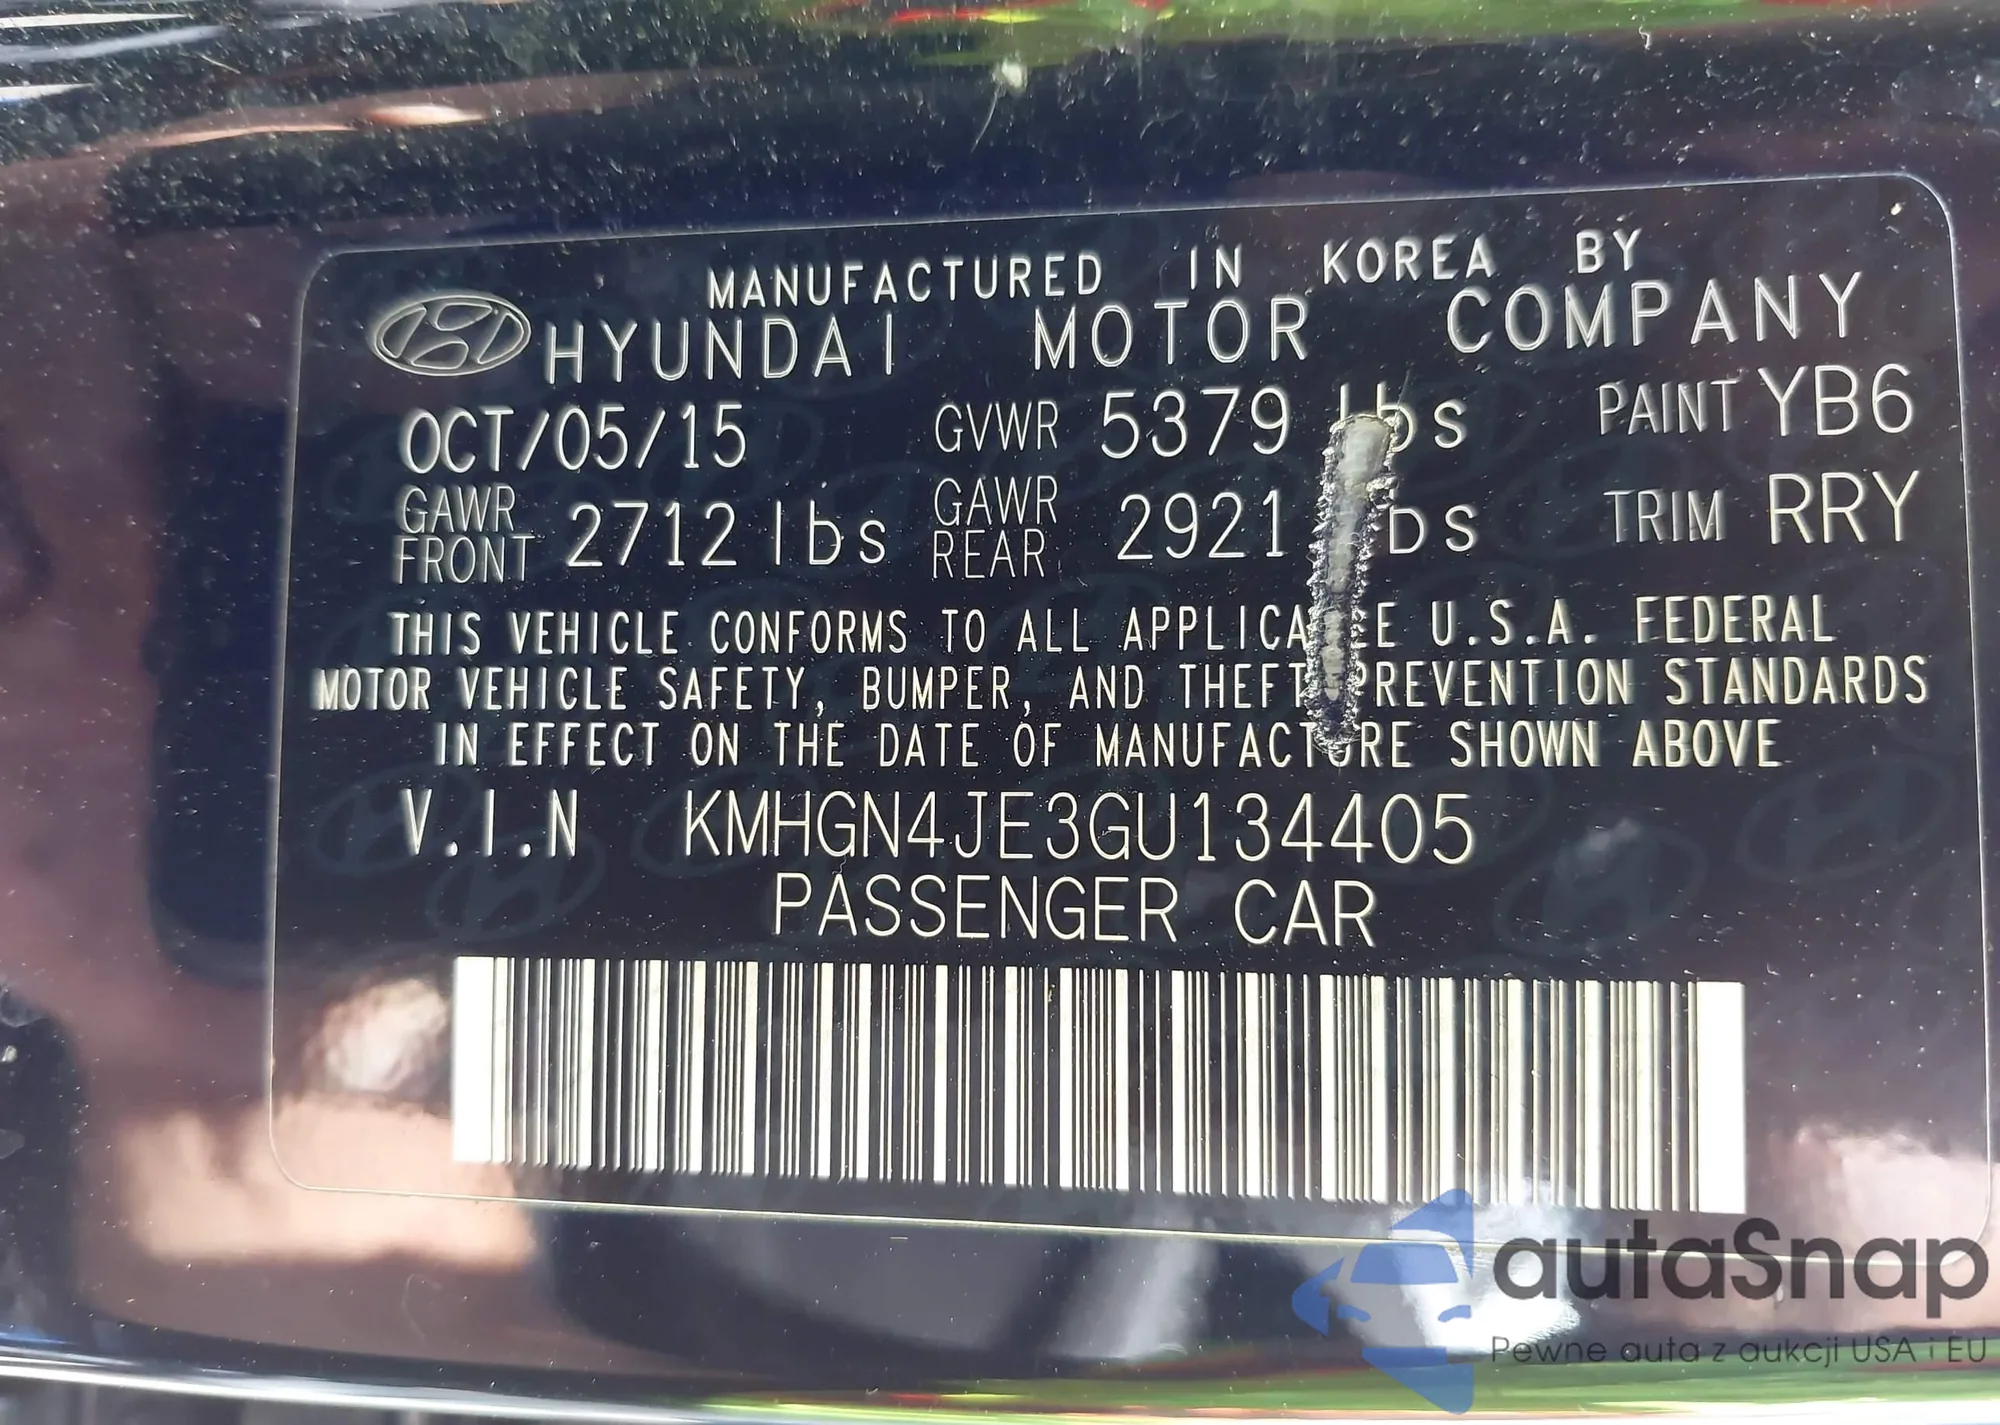 MANUFACTURED IN KOREA BY
HYUNDAI MOTOR COMPANY
OCT/05/15 GVWR 5379 lbs PAINT YB6
GAWR FRONT 2712 lbs GAWR REAR 2921 lbs TRIM RRY
THIS VEHICLE CONFORMS TO ALL U.S.A. FEDERAL
MOTOR VEHICLE SAFETY, BUMPER, AND THEFT PREVENTION STANDARDS
IN EFFECT ON THE DATE OF MANUFACTURE SHOWN ABOVE
V.I.N KMHGN4JE3GU134405
PASSENGER CAR
autaSnap
Pewne auta z aukcji USA i EU